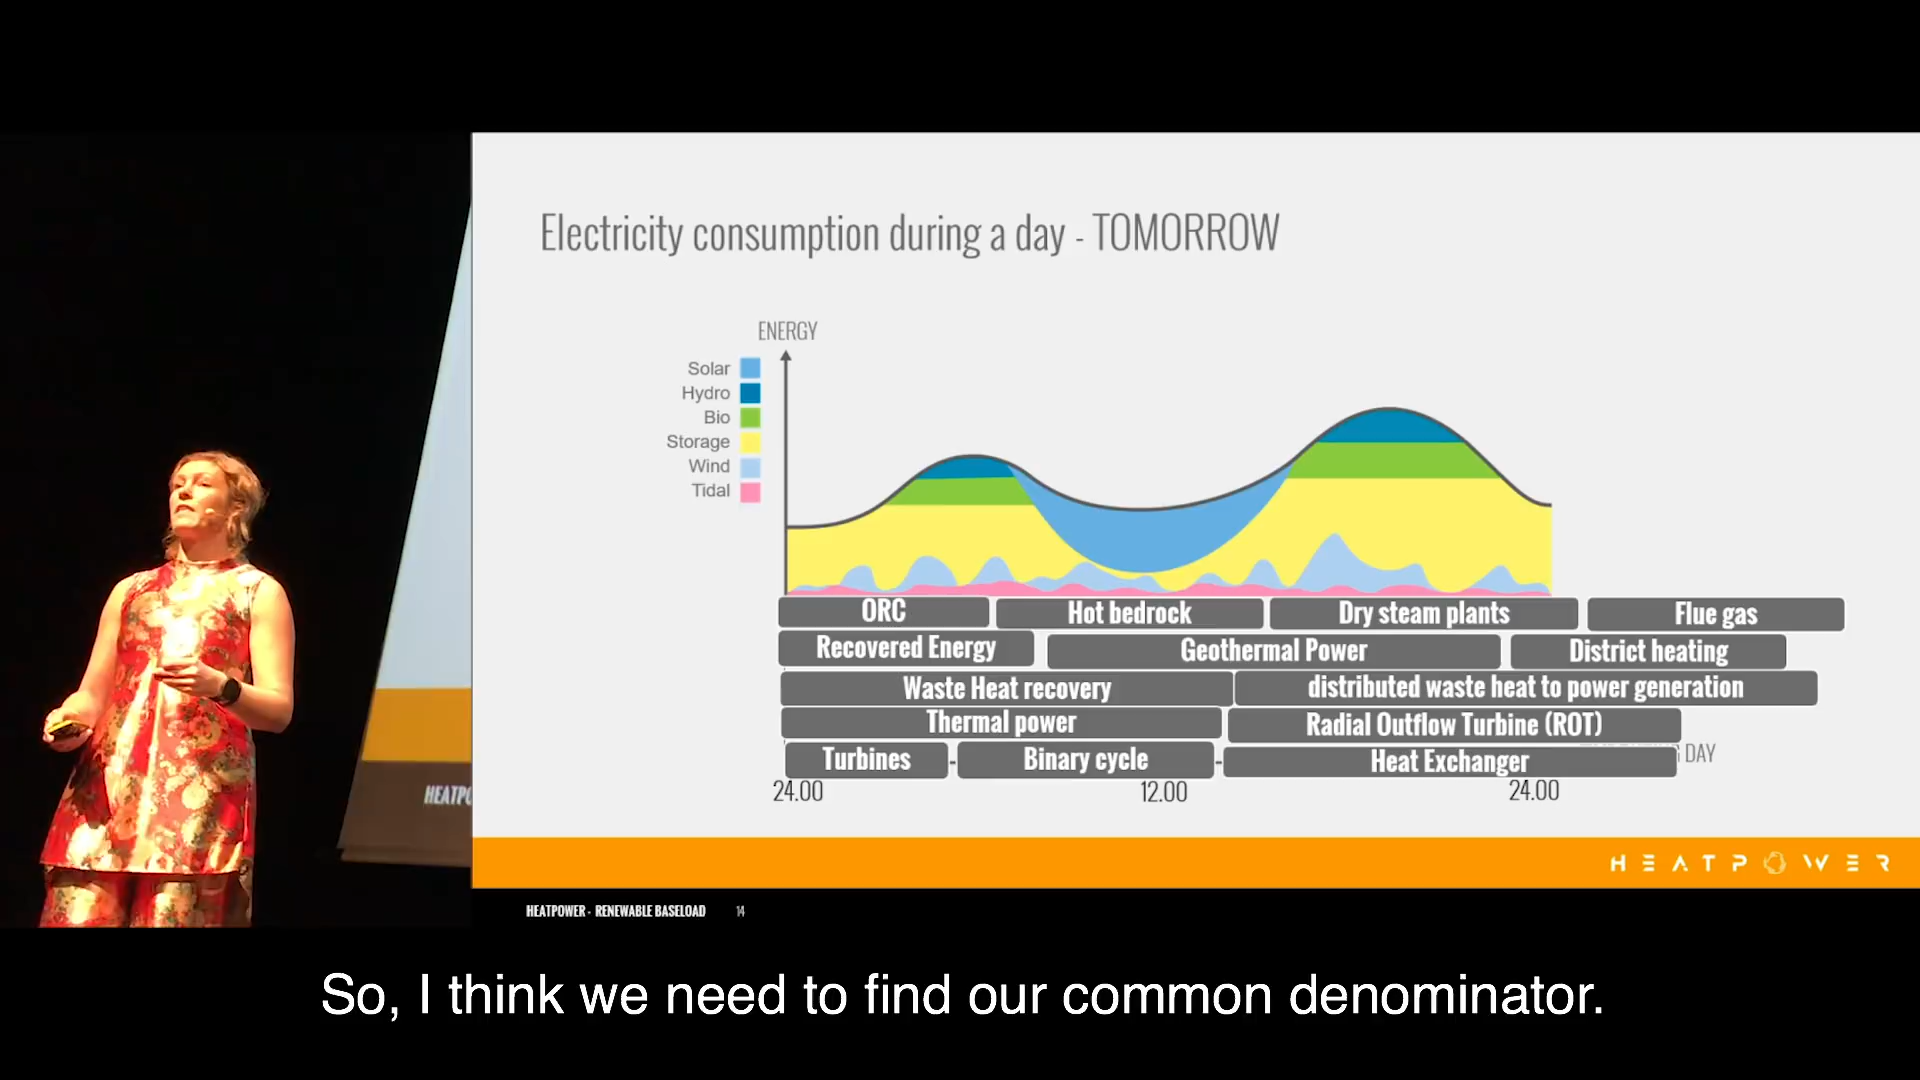 Electricity consumption during a day - TOMORROW
ENERGY
Solar
Hydro
Bio
Storage
Wind
Tidal
ORC
Hot bedrock
Dry steam plants
Flue gas
Recovered Energy
Geothermal Power
District heating
Waste Heat recovery
distributed waste heat to power generation
Thermal power
Radial Outflow Turbine (ROT)
Turbines
Binary cycle
Heat Exchanger
DAY
24.00
12.00
24.00
HEATPOWER
HEATPOWER - RENEWABLE BASELOAD
14
So, I think we need to find our common denominator.